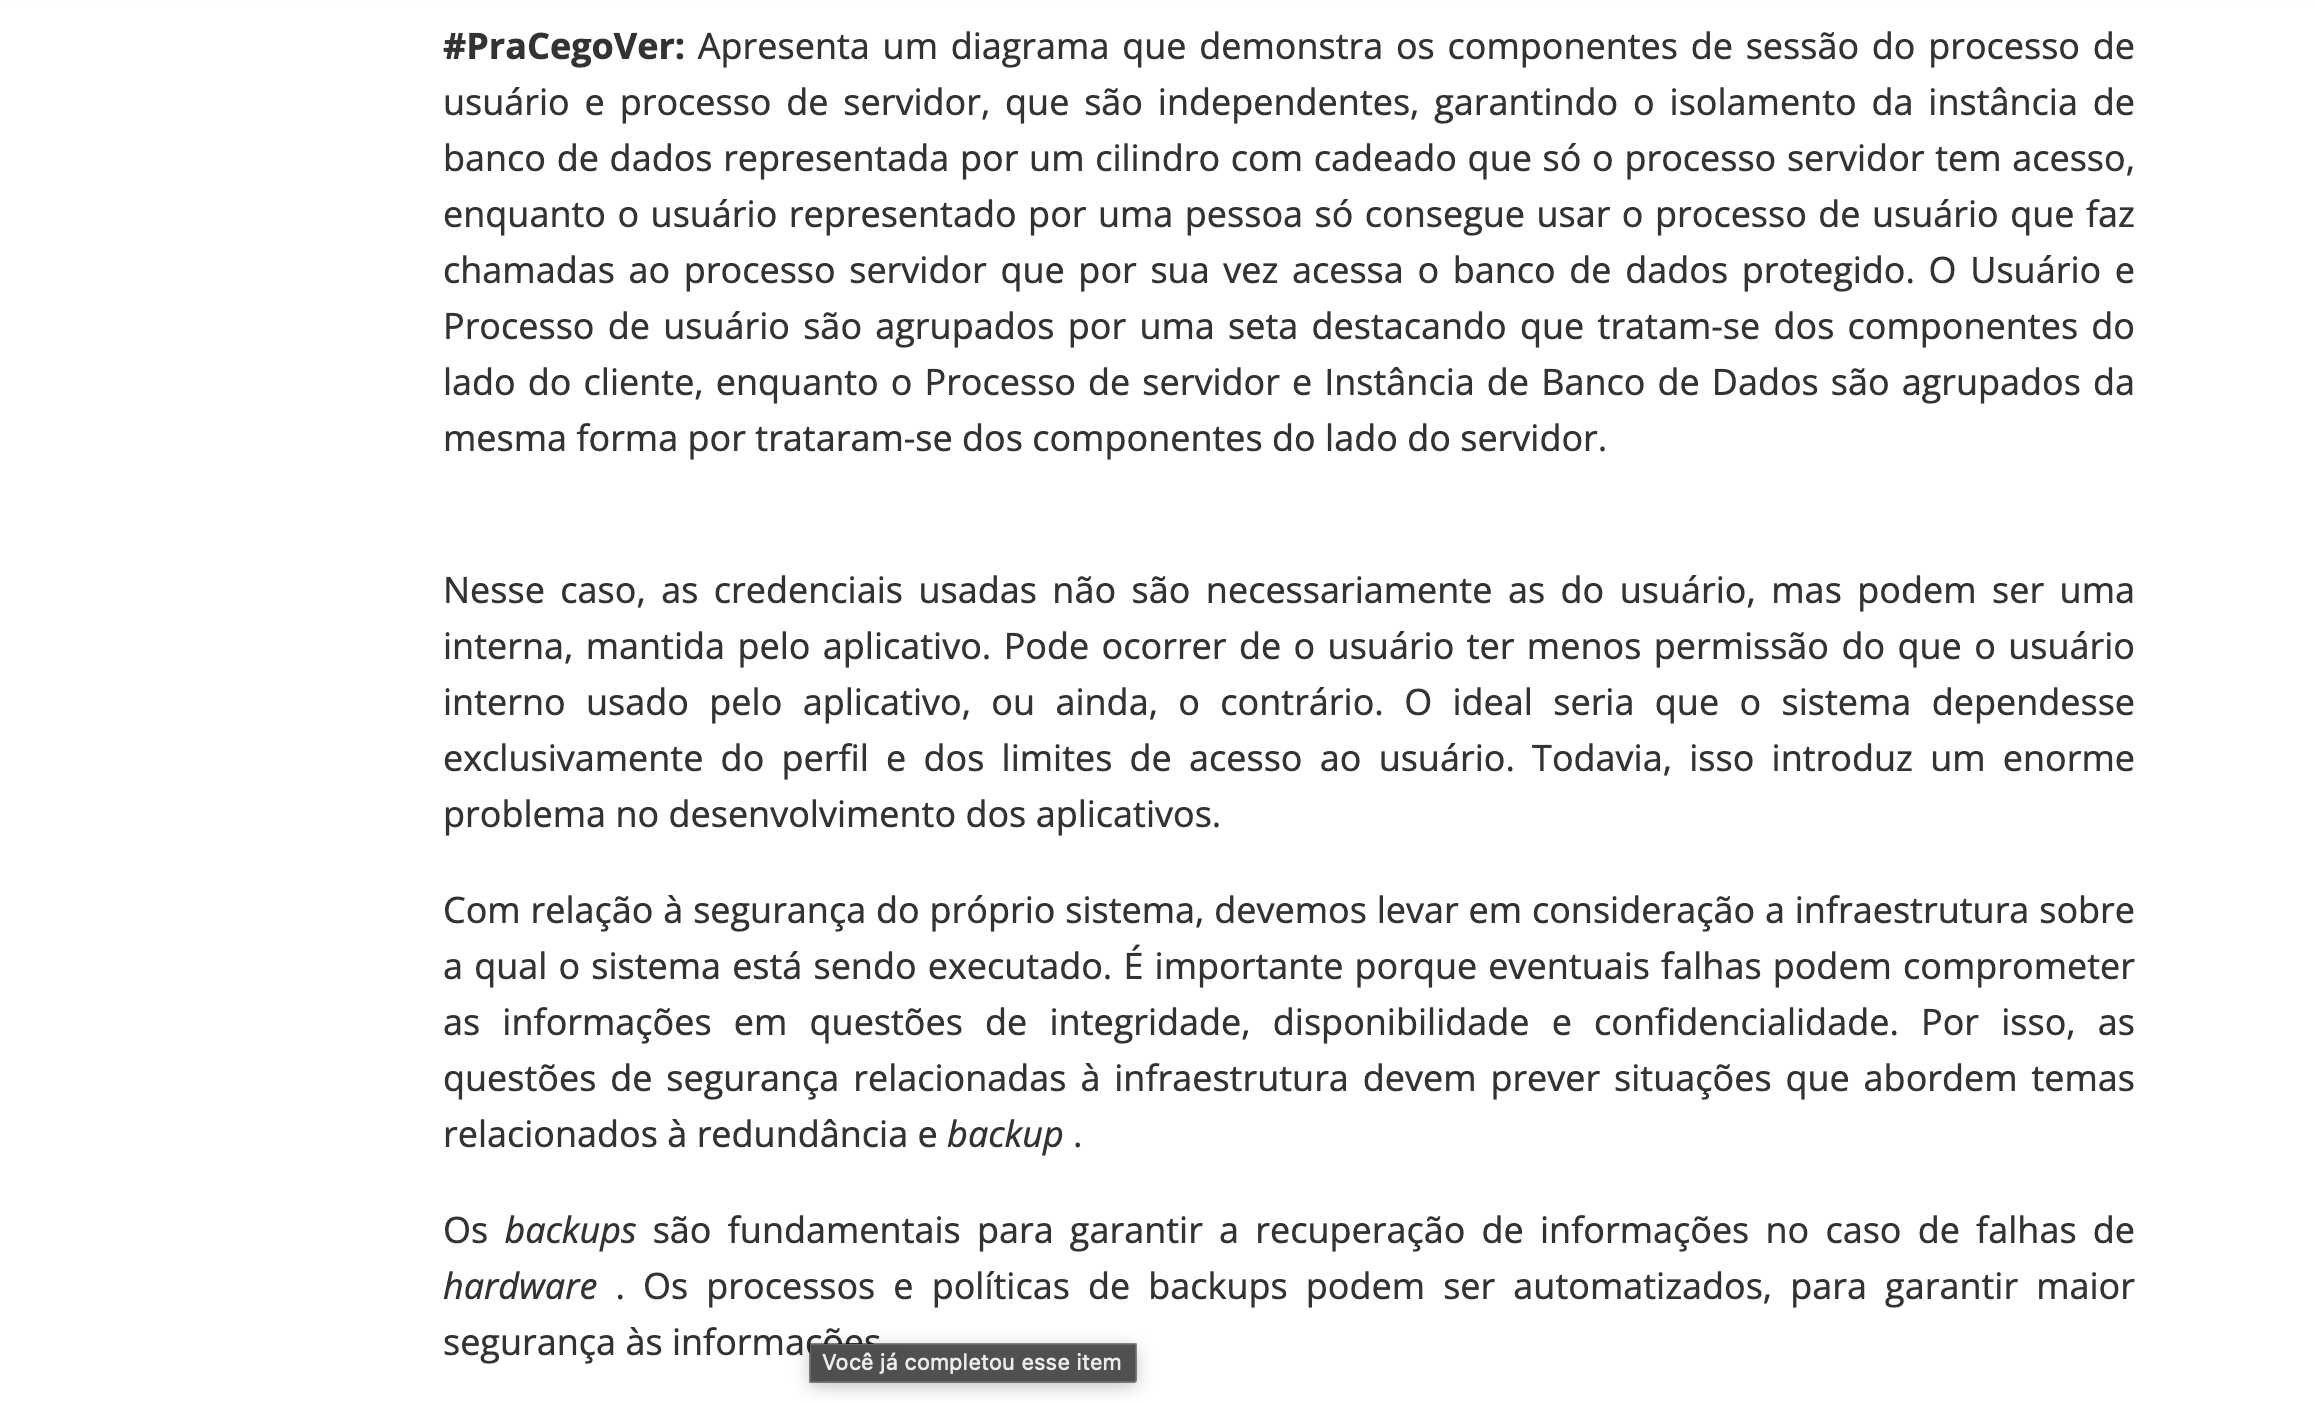 #PraCegoVer: Apresenta um diagrama que demonstra os componentes de sessão do processo de
usuário e processo de servidor, que são independentes, garantindo o isolamento da instância de
banco de dados representada por um cilindro com cadeado que só o processo servidor tem acesso,
enquanto o usuário representado por uma pessoa só consegue usar o processo de usuário que faz
chamadas ao processo servidor que por sua vez acessa o banco de dados protegido. O Usuário e
Processo de usuário são agrupados por uma seta destacando que tratam-se dos componentes do
lado do cliente, enquanto o Processo de servidor e Instância de Banco de Dados são agrupados da
mesma forma por trataram-se dos componentes do lado do servidor.
Nesse caso, as credenciais usadas não são necessariamente as do usuário, mas podem ser uma
interna, mantida pelo aplicativo. Pode ocorrer de o usuário ter menos permissão do que o usuário
interno usado pelo aplicativo, ou ainda, o contrário. O ideal seria que o sistema dependesse
exclusivamente do perfil e dos limites de acesso ao usuário. Todavia, isso introduz um enorme
problema no desenvolvimento dos aplicativos.
Com relação à segurança do próprio sistema, devemos levar em consideração a infraestrutura sobre
a qual o sistema está sendo executado. É importante porque eventuais falhas podem comprometer
as informações em questões de integridade, disponibilidade e confidencialidade. Por isso, as
questões de segurança relacionadas à infraestrutura devem prever situações que abordem temas
relacionados à redundância e backup .
Os backups são fundamentais para garantir a recuperação de informações no caso de falhas de
hardware . Os processos e políticas de backups podem ser automatizados, para garantir maior
segurança às informações
Você já completou esse item